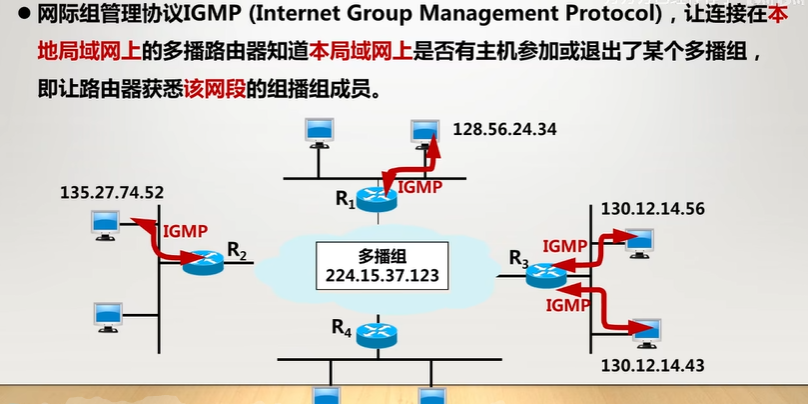 ● 网际组管理协议IGMP (Internet Group Management Protocol)，让连接在本
地局域网上的多播路由器知道本局域网上是否有主机参加或退出了某个多播组，
即让路由器获悉该网段的组播组成员。
128.56.24.34
135.27.74.52
R1
IGMP
130.12.14.56
IGMP
R2
多播组
224.15.37.123
R3
IGMP
IGMP
R4
130.12.14.43